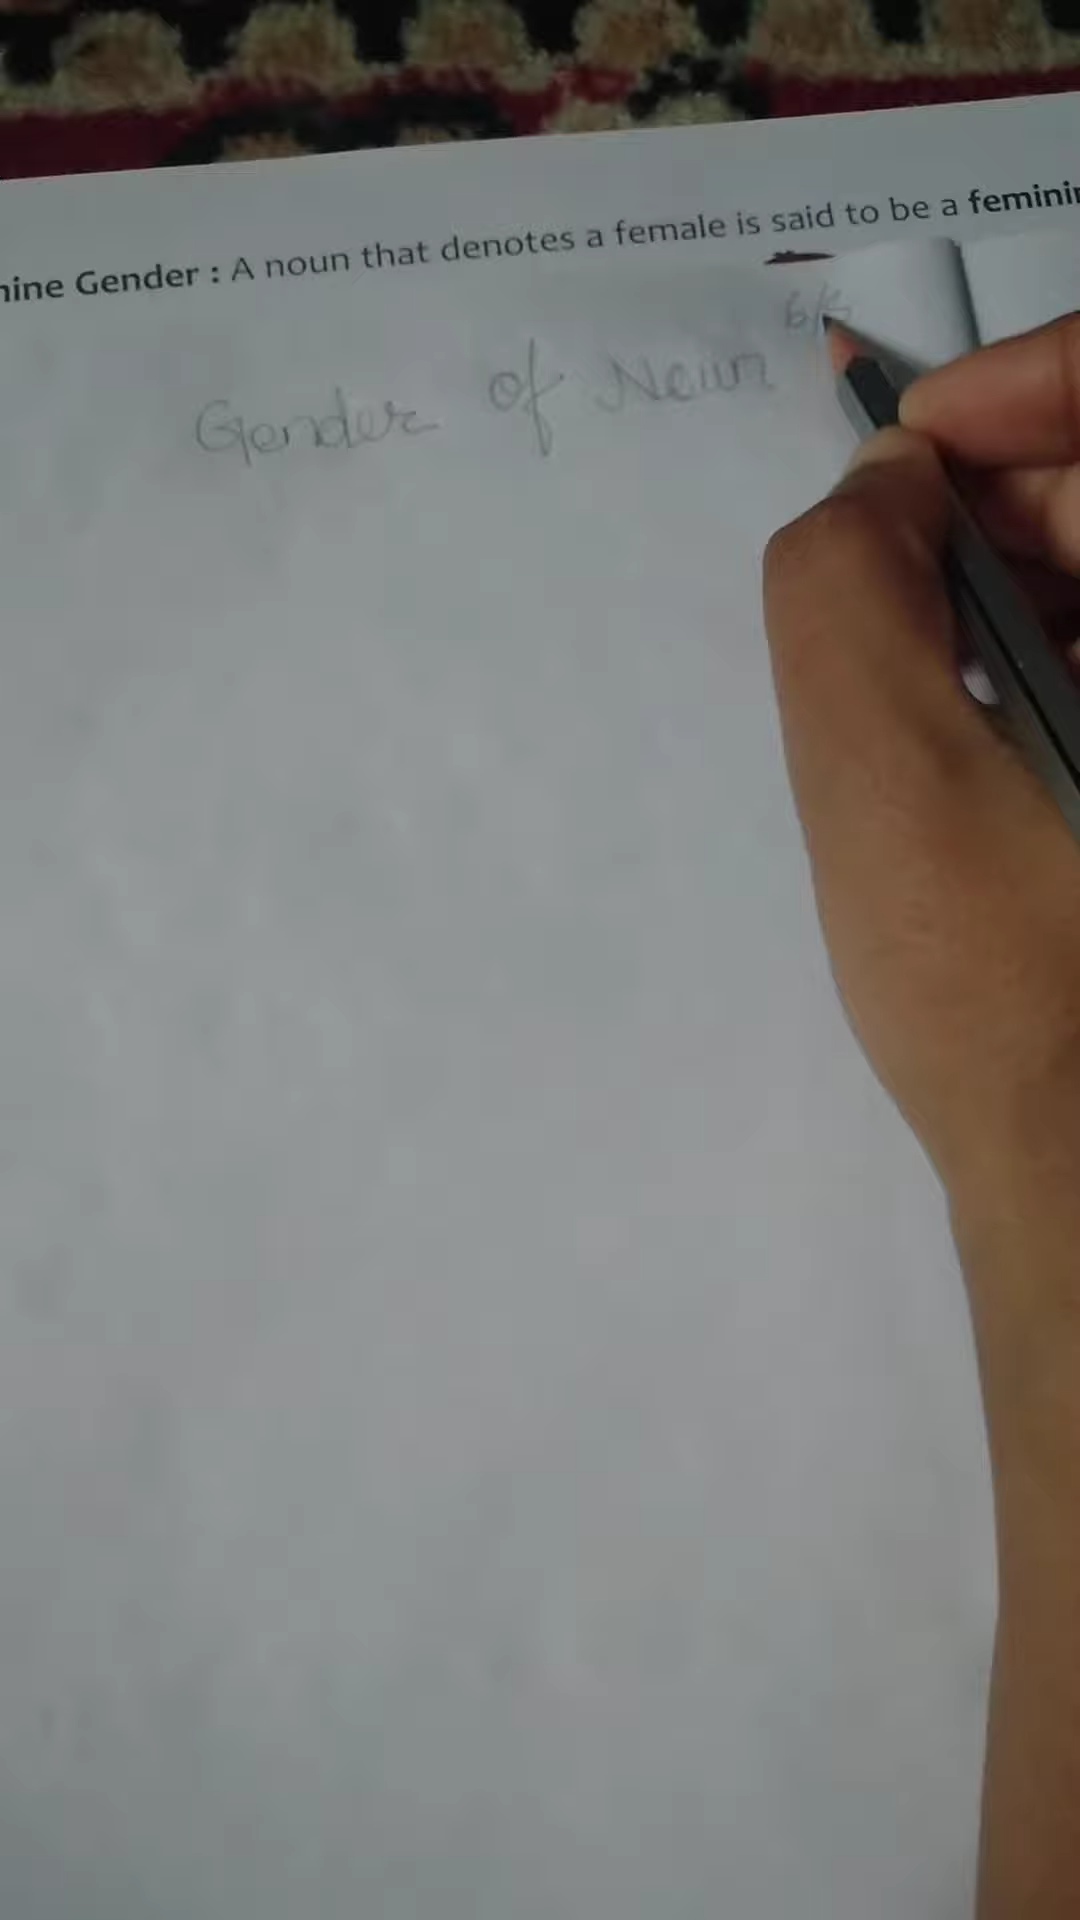 nine Gender : A noun that denotes a female is said to be a feminin
Gender of Noun